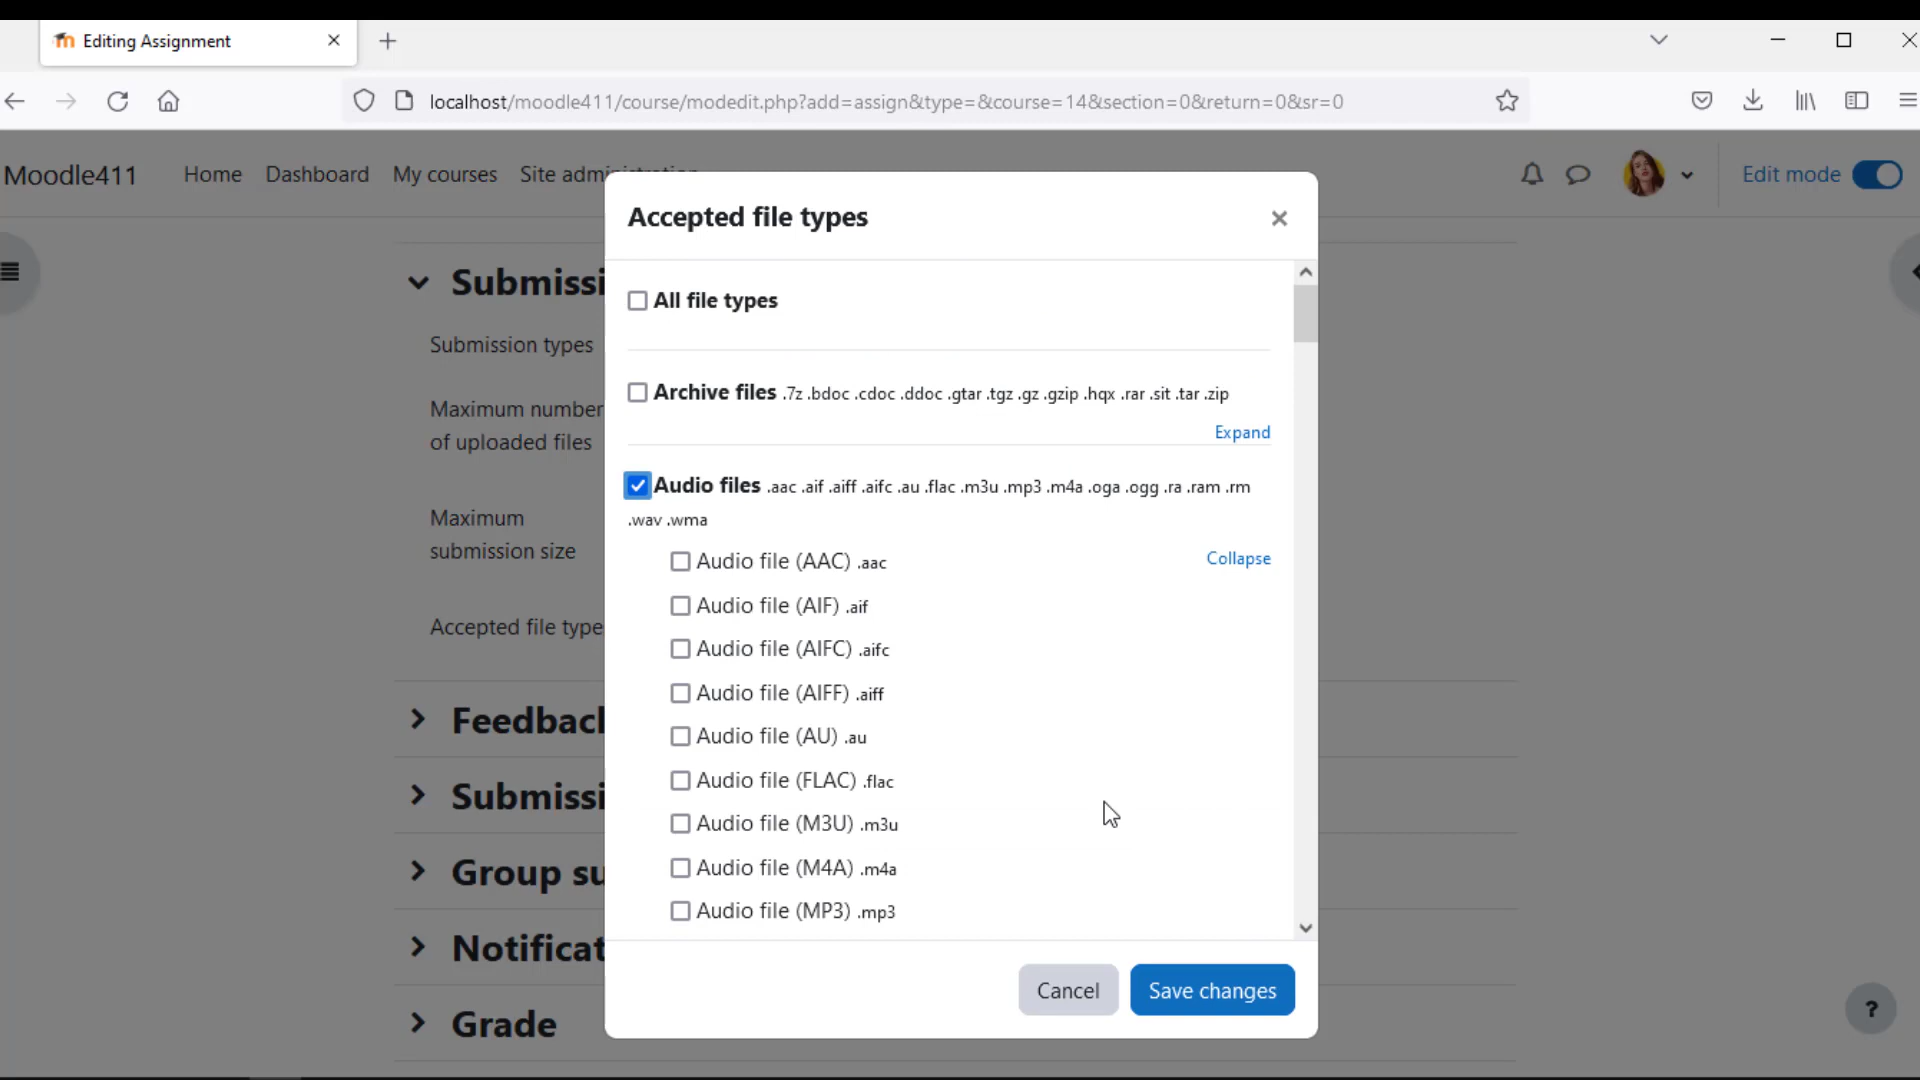 Editing Assignment
localhost/moodle411/course/modedit.php?add=assign&type=&course=14&section=0&return=0&sr=0
Moodle411 Home Dashboard My courses Site administration Edit mode
Accepted file types
All file types
Archive files .7z .bdoc .cdoc .ddoc .gtar .tgz .gz .gzip .hqx .rar .sit .tar .zip
Expand
Audio files .aac .aif .aiff .aifc .au .flac .m3u .mp3 .m4a .oga .ogg .ra .ram .rm
.wav .wma
Collapse
Audio file (AAC) .aac
Audio file (AIF) .aif
Audio file (AIFC) .aifc
Audio file (AIFF) .aiff
Audio file (AU) .au
Audio file (FLAC) .flac
Audio file (M3U) .m3u
Audio file (M4A) .m4a
Audio file (MP3) .mp3
Cancel Save changes
Submissi
Submission types
Maximum number
of uploaded files
Maximum
submission size
Accepted file type
Feedbac
Submissi
Group su
Notificat
Grade
?